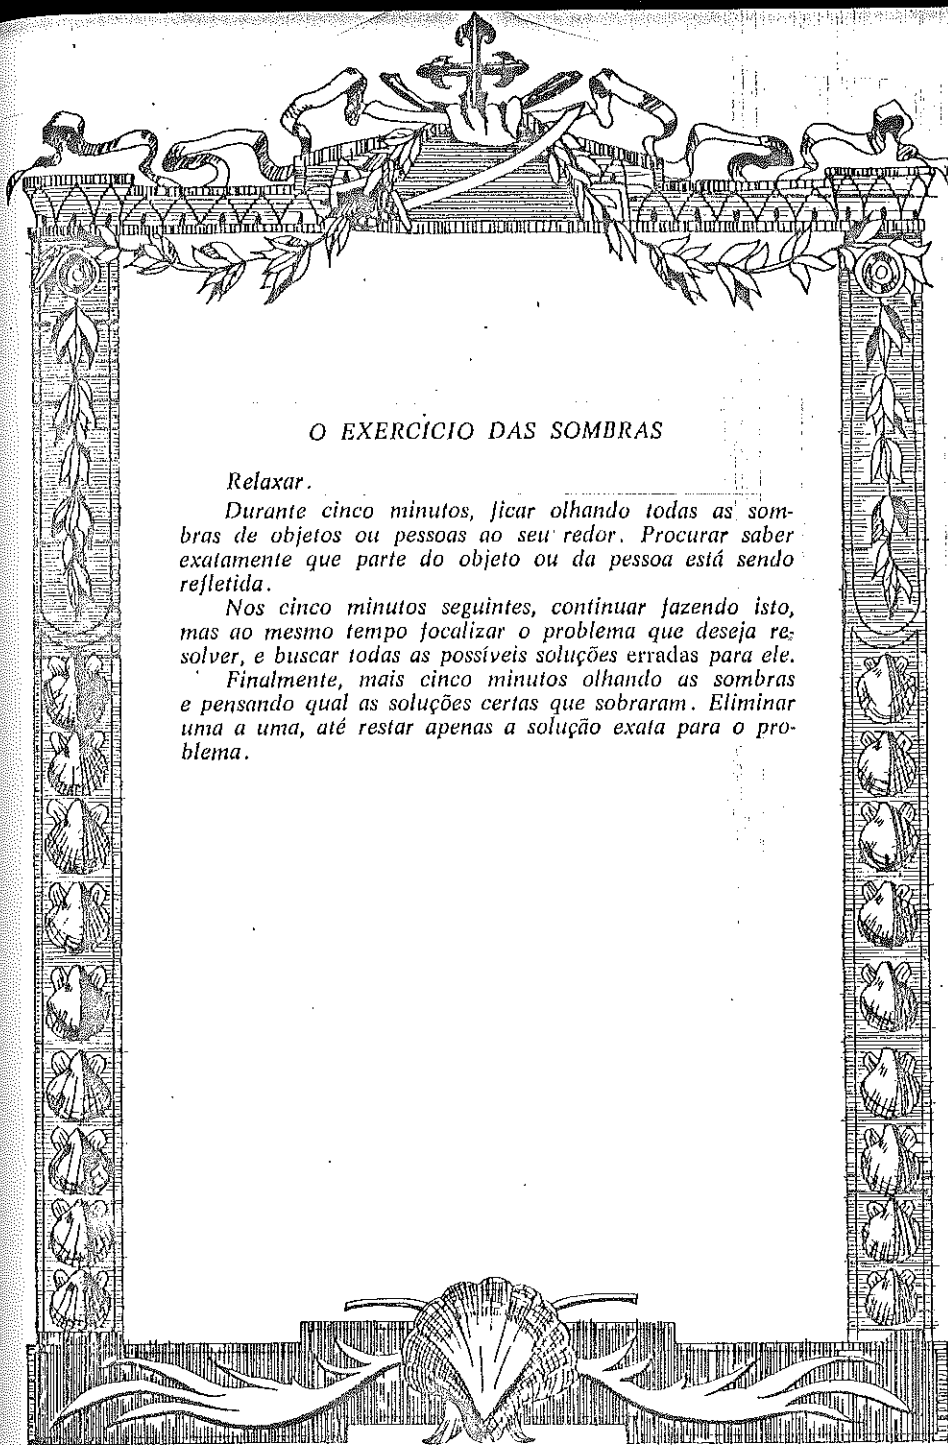 O EXERCÍCIO DAS SOMBRAS
Relaxar.
Durante cinco minutos, ficar olhando todas as som-
bras de objetos ou pessoas ao seu redor. Procurar saber
exatamente que parte do objeto ou da pessoa está sendo
refletida.
Nos cinco minutos seguintes, continuar fazendo isto,
mas ao mesmo tempo focalizar o problema que deseja re-
solver, e buscar todas as possíveis soluções erradas para ele.
Finalmente, mais cinco minutos olhando as sombras
e pensando qual as soluções certas que sobraram. Eliminar
uma a uma, até restar apenas a solução exata para o pro-
blema.